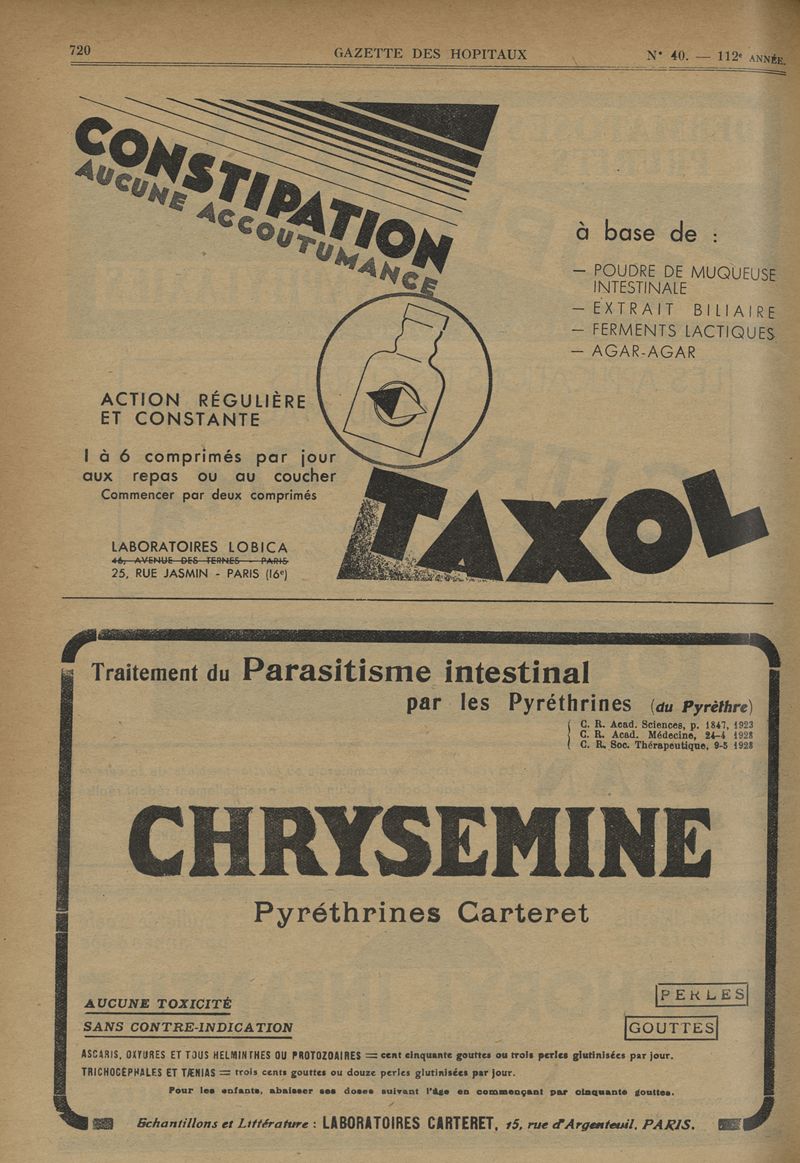 720
GAZETTE DES HOPITAUX
N° 40. — 112e ANNÉE.
CONSTIPATION
AUCUNE ACCOUTUMANCE
à base de :
— POUDRE DE MUQUEUSE
INTESTINALE
— EXTRAIT BILIAIRE
— FERMENTS LACTIQUES
— AGAR-AGAR
ACTION RÉGULIÈRE
ET CONSTANTE
1 à 6 comprimés par jour
aux repas ou au coucher
Commencer par deux comprimés
TAXOL
LABORATOIRES LOBICA
46, AVENUE DES TERNES - PARIS
25, RUE JASMIN - PARIS (16e)
Traitement du Parasitisme intestinal
par les Pyréthrines (du Pyrèthre)
C. R. Acad. Sciences, p. 1847, 1923
C. R. Acad. Médecine, 24-4 1928
C. R. Soc. Thérapeutique, 9-5 1928
CHRYSEMINE
Pyréthrines Carteret
AUCUNE TOXICITÉ
PERLES
SANS CONTRE-INDICATION
GOUTTES
ASCARIS, OXYURES ET TOUS HELMINTHES OU PROTOZOAIRES = cent cinquante gouttes ou trois perles glutinisées par jour.
TRICHOCÉPHALES ET TÆNIAS = trois cents gouttes ou douze perles glutinisées par jour.
Pour les enfants, abaisser ses doses suivant l'âge en commençant par cinquante gouttes.
Echantillons et Littérature : LABORATOIRES CARTERET, 15, rue d'Argenteuil, PARIS.